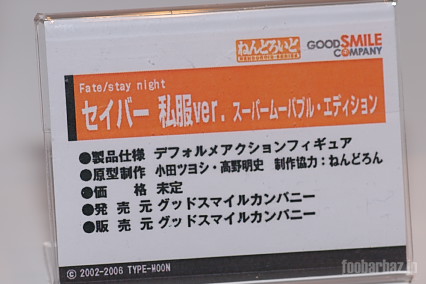 ねんどろいど
NENDOROID SERIES
GOOD SMILE
COMPANY
Fate/stay night
セイバー 私服ver. スーパームーバブル・エディション
●製品仕様 デフォルメアクションフィギュア
●原型制作 小田ツヨシ・高野明史 制作協力：ねんどろん
●価　　格 未定
●発 売 元 グッドスマイルカンパニー
●販 売 元 グッドスマイルカンパニー
© 2002-2006 TYPE-MOON
foobarbaz.jp